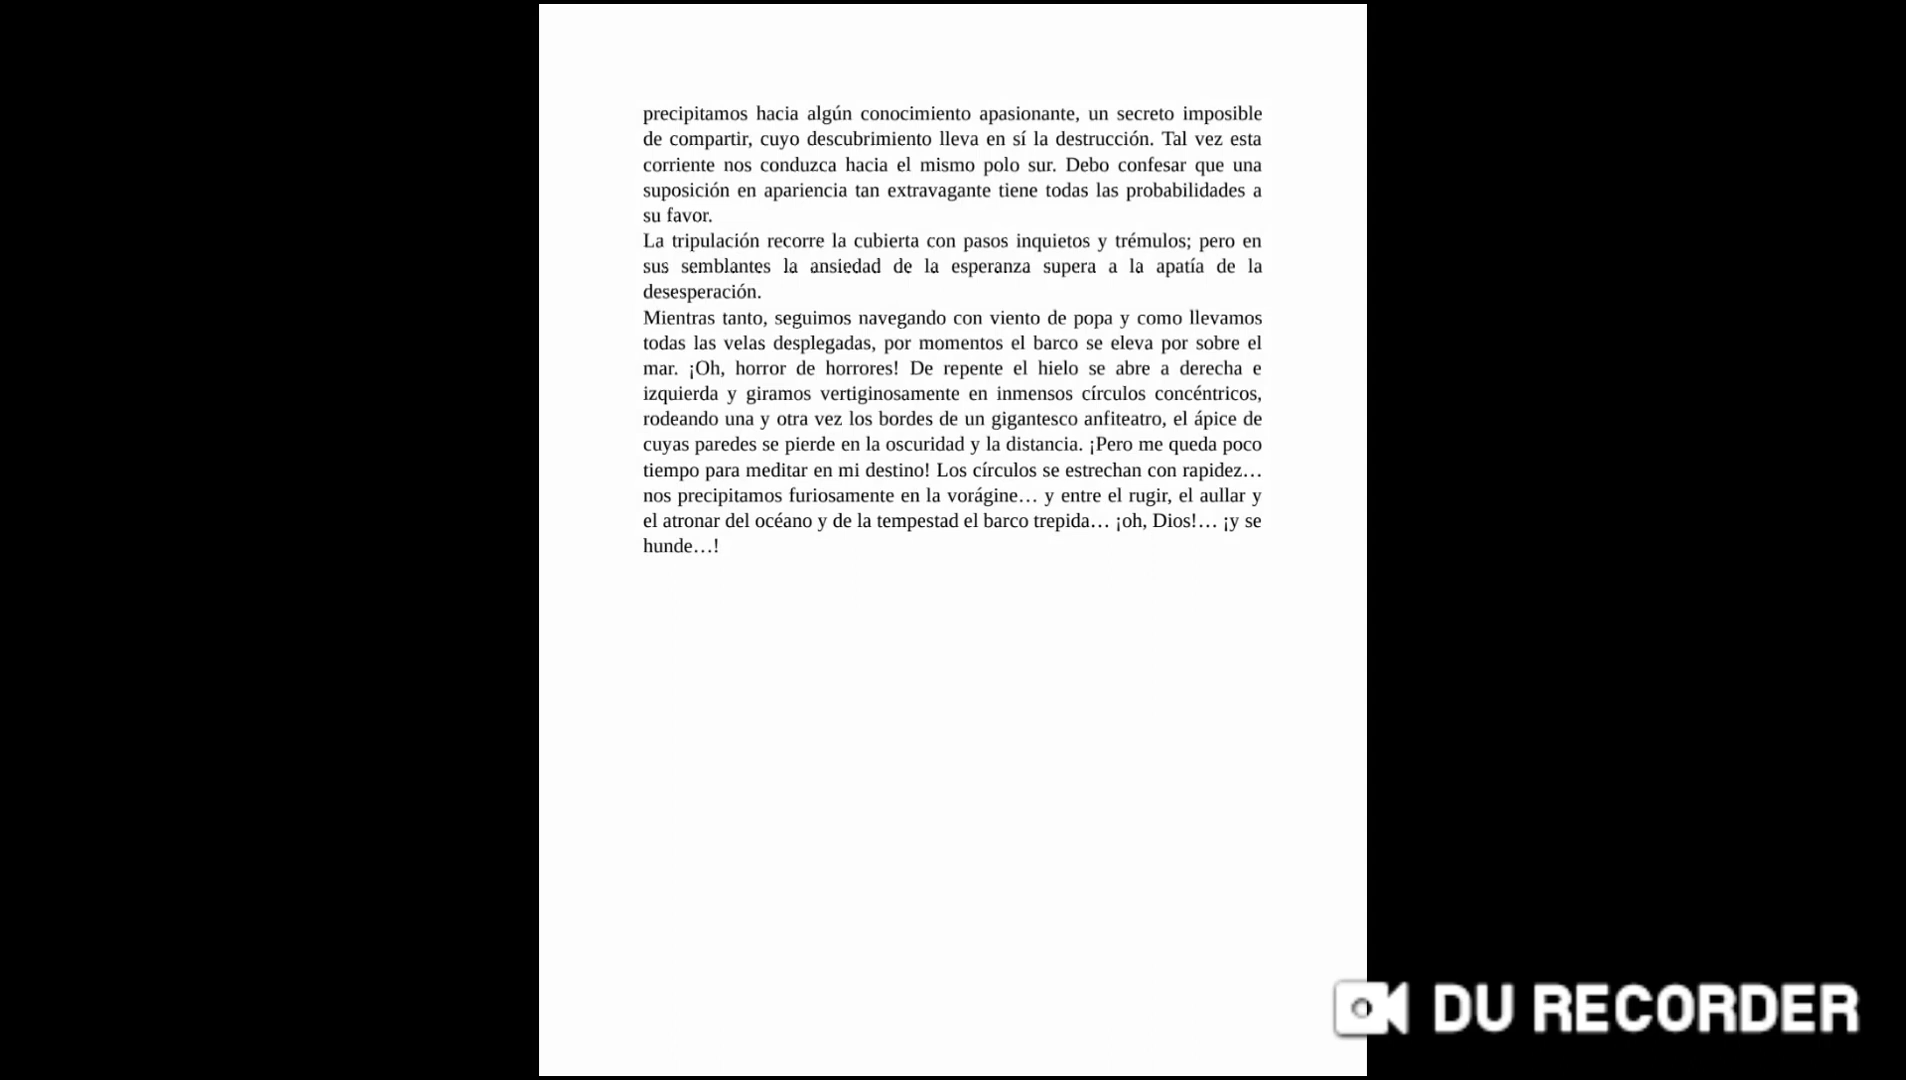 precipitamos hacia algún conocimiento apasionante, un secreto imposible
de compartir, cuyo descubrimiento lleva en sí la destrucción. Tal vez esta
corriente nos conduzca hacia el mismo polo sur. Debo confesar que una
suposición en apariencia tan extravagante tiene todas las probabilidades a
su favor.
La tripulación recorre la cubierta con pasos inquietos y trémulos; pero en
sus semblantes la ansiedad de la esperanza supera a la apatía de la
desesperación.
Mientras tanto, seguimos navegando con viento de popa y como llevamos
todas las velas desplegadas, por momentos el barco se eleva por sobre el
mar. ¡Oh, horror de horrores! De repente el hielo se abre a derecha e
izquierda y giramos vertiginosamente en inmensos círculos concéntricos,
rodeando una y otra vez los bordes de un gigantesco anfiteatro, el ápice de
cuyas paredes se pierde en la oscuridad y la distancia. ¡Pero me queda poco
tiempo para meditar en mi destino! Los círculos se estrechan con rapidez…
nos precipitamos furiosamente en la vorágine… y entre el rugir, el aullar y
el atronar del océano y de la tempestad el barco trepida… ¡oh, Dios!… ¡y se
hunde…!
DU RECORDER